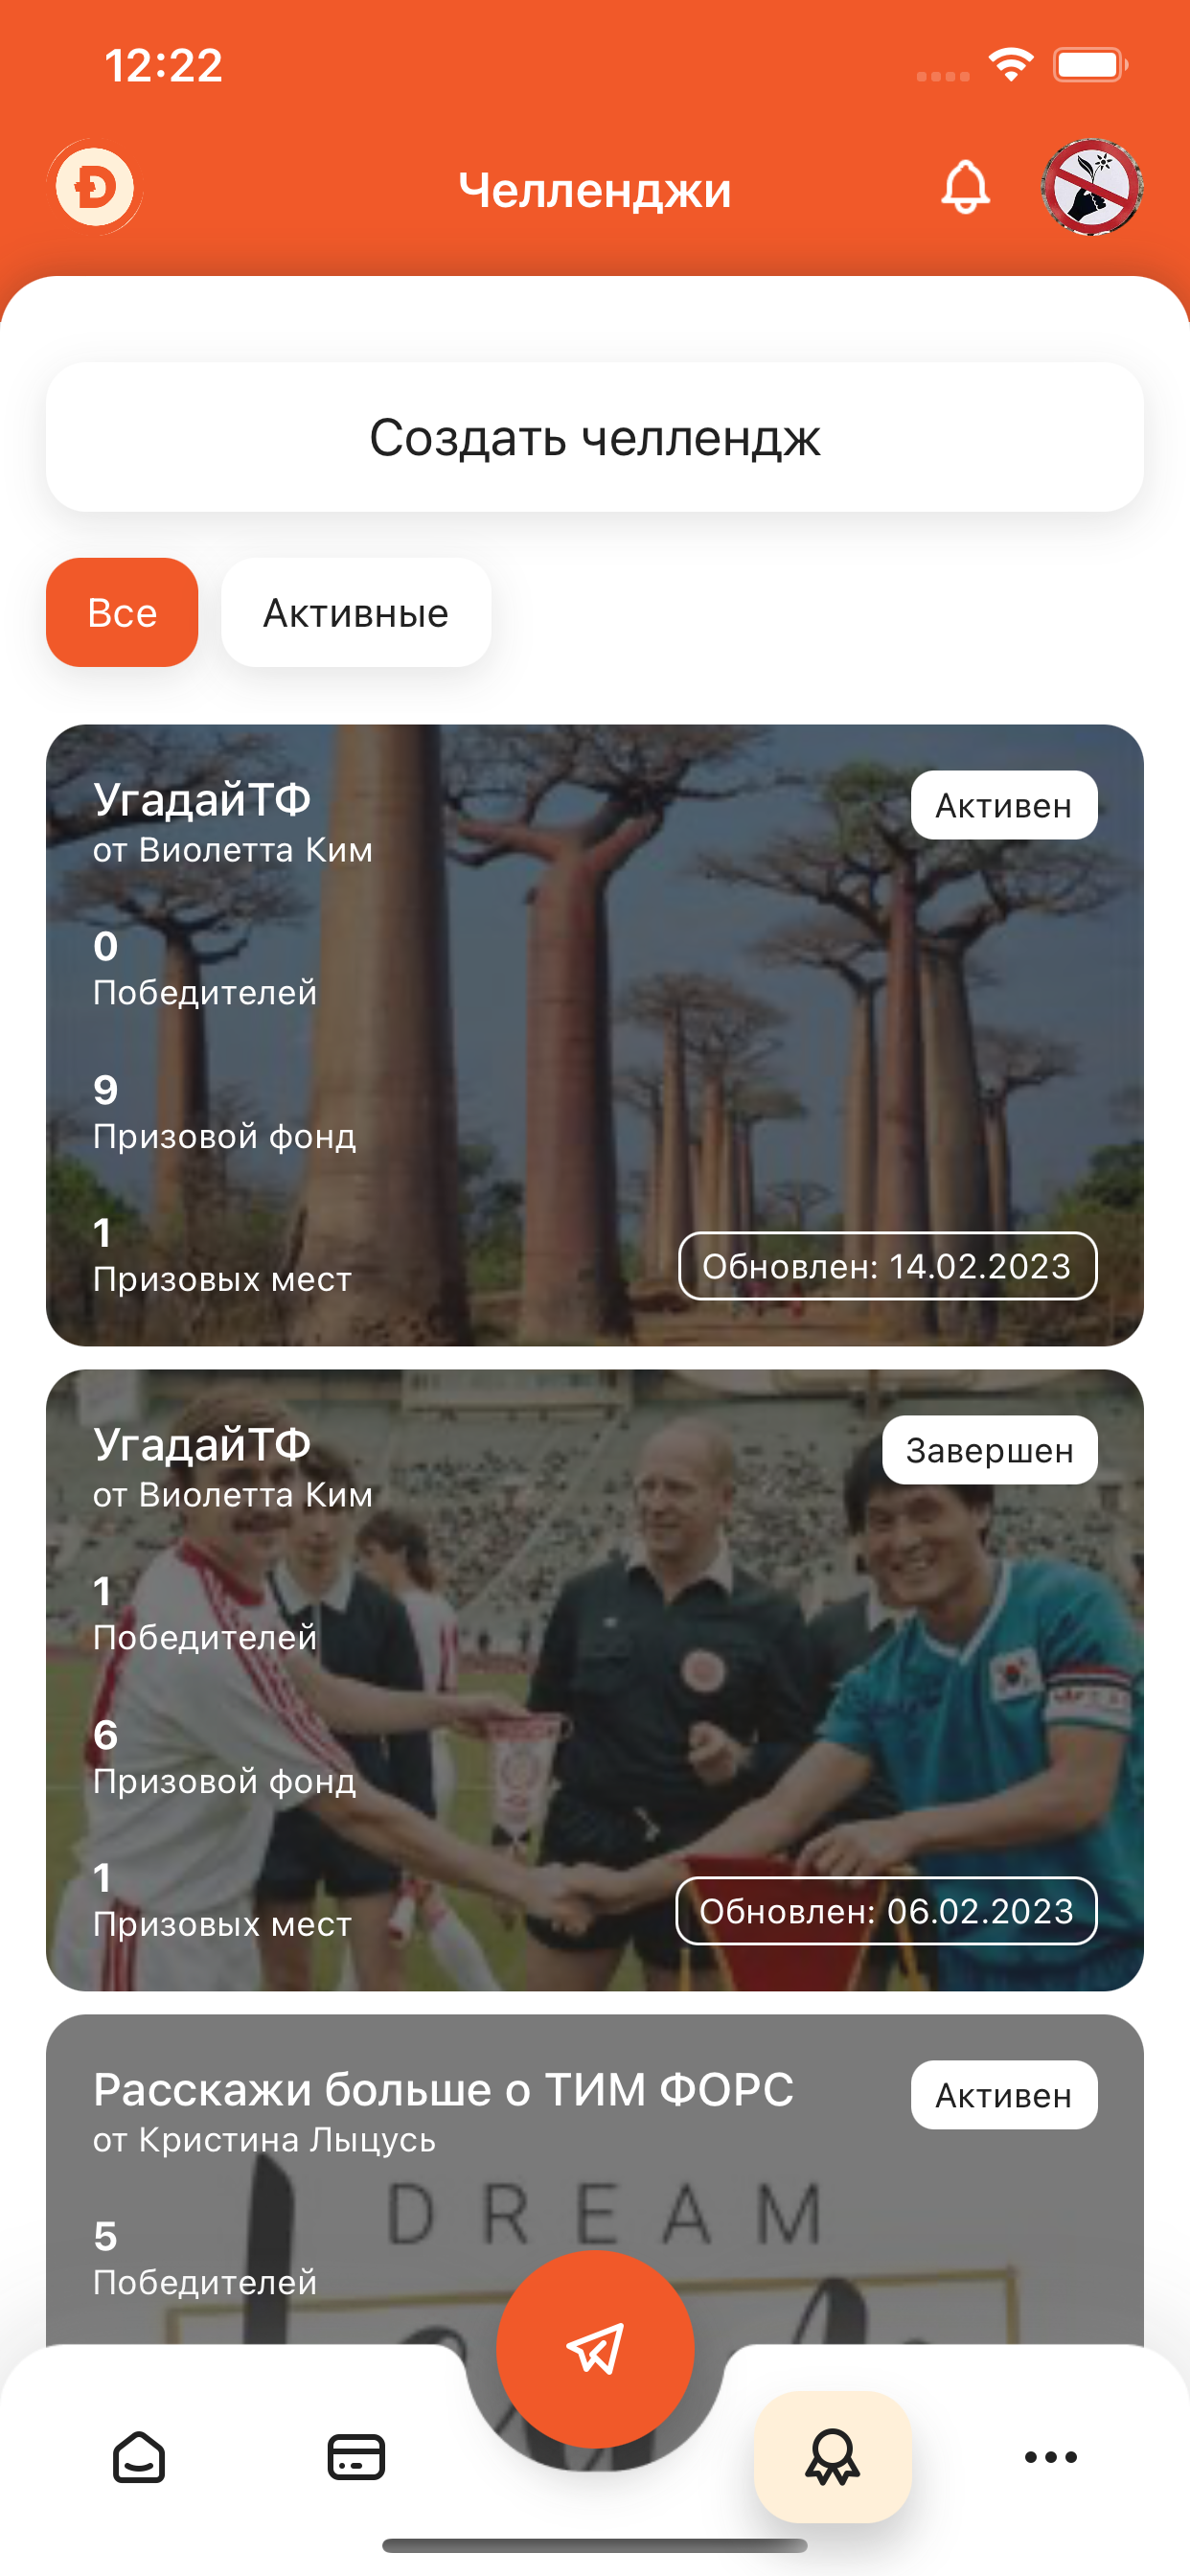 12:22
Челленджи
Создать челлендж
Все
Активные
УгадайТФ
Активен
от Виолетта Ким
0
Победителей
9
Призовой фонд
1
Призовых мест
Обновлен: 14.02.2023
УгадайТФ
Завершен
от Виолетта Ким
1
Победителей
6
Призовой фонд
1
Призовых мест
Обновлен: 06.02.2023
Расскажи больше о ТИМ ФОРС
Активен
от Кристина Лыцусь
DREAM
5
Победителей